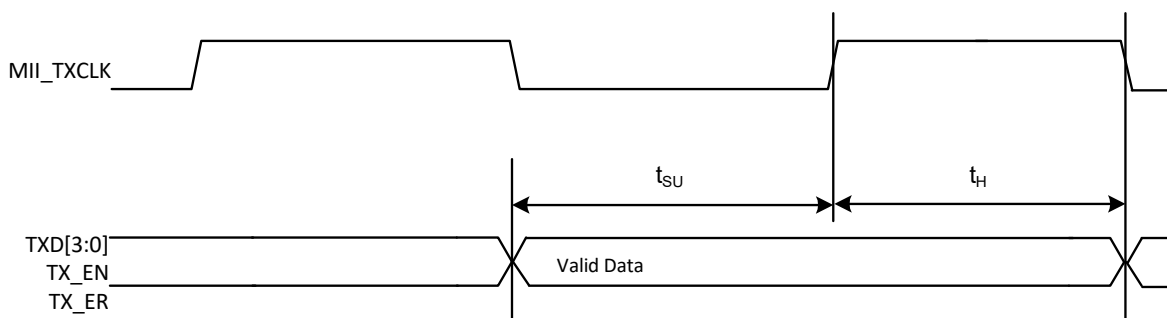 MII_TXCLK
tSU
tH
TXD[3:0]
TX_EN
TX_ER
Valid Data